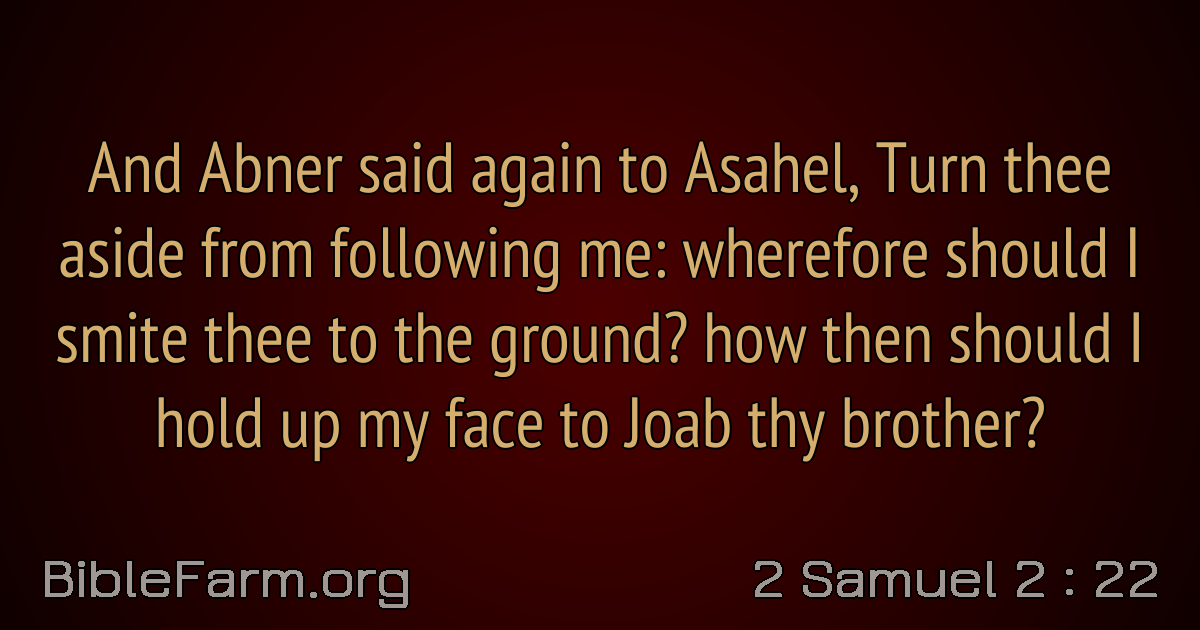 And Abner said again to Asahel, Turn thee
aside from following me: wherefore should I
smite thee to the ground? how then should I
hold up my face to Joab thy brother?
BibleFarm.org
2 Samuel 2 : 22